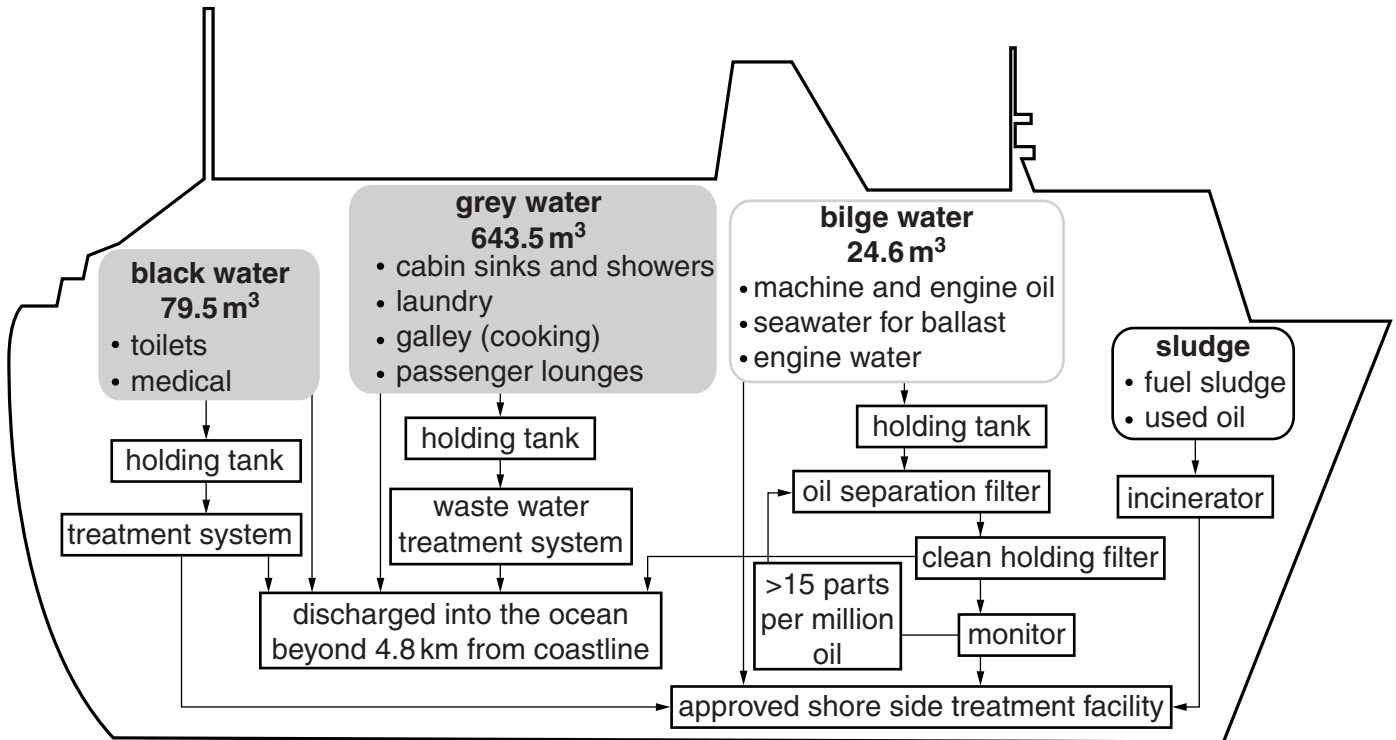 black water
79.5 m³
• toilets
• medical
holding tank
treatment system
grey water
643.5 m³
• cabin sinks and showers
• laundry
• galley (cooking)
• passenger lounges
holding tank
waste water
treatment system
discharged into the ocean
beyond 4.8 km from coastline
bilge water
24.6 m³
• machine and engine oil
• seawater for ballast
• engine water
holding tank
oil separation filter
clean holding filter
>15 parts
per million
oil
monitor
approved shore side treatment facility
sludge
• fuel sludge
• used oil
incinerator